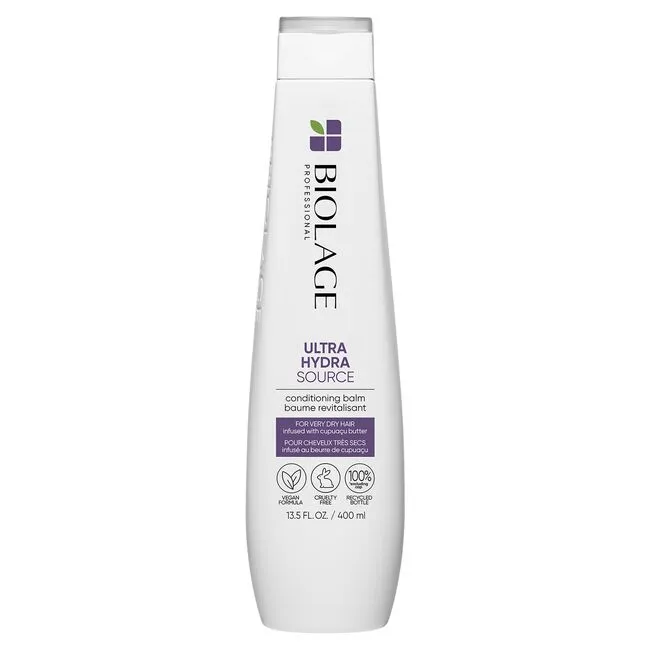 BIOLAGE
PROFESSIONAL
ULTRA
HYDRA
SOURCE
conditioning balm
baume revitalisant
FOR VERY DRY HAIR
infused with cupuaçu butter
POUR CHEVEUX TRÈS SECS
infusé au beurre de cupuaçu
VEGAN
FORMULA
CRUELTY
FREE
100%
*excluding
cap
RECYCLED
BOTTLE
13.5 FL.OZ. / 400 ml